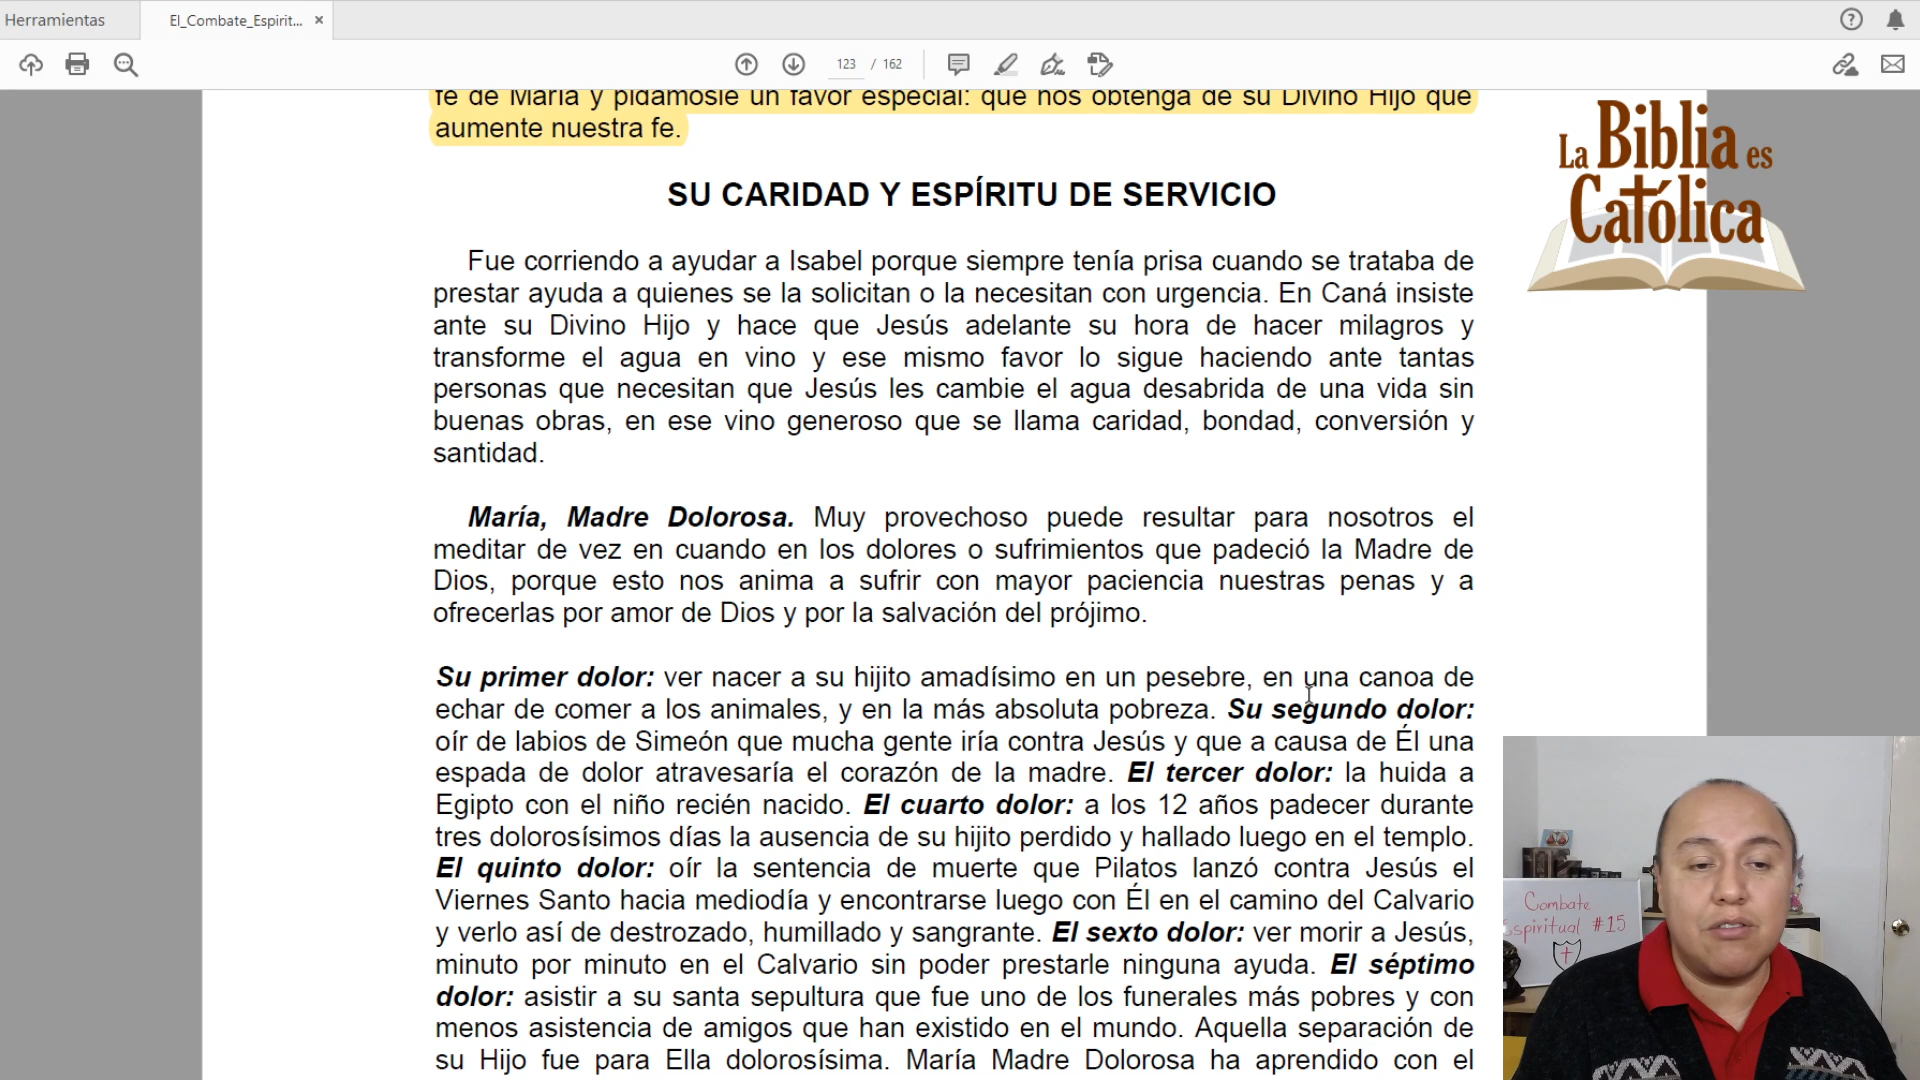 Herramientas
El_Combate_Espirit...
123 / 162
fe de María y pidámosle un favor especial: que nos obtenga de su Divino Hijo que
aumente nuestra fe.
La Biblia es
Católica
SU CARIDAD Y ESPÍRITU DE SERVICIO
Fue corriendo a ayudar a Isabel porque siempre tenía prisa cuando se trataba de
prestar ayuda a quienes se la solicitan o la necesitan con urgencia. En Caná insiste
ante su Divino Hijo y hace que Jesús adelante su hora de hacer milagros y
transforme el agua en vino y ese mismo favor lo sigue haciendo ante tantas
personas que necesitan que Jesús les cambie el agua desabrida de una vida sin
buenas obras, en ese vino generoso que se llama caridad, bondad, conversión y
santidad.
María, Madre Dolorosa. Muy provechoso puede resultar para nosotros el
meditar de vez en cuando en los dolores o sufrimientos que padeció la Madre de
Dios, porque esto nos anima a sufrir con mayor paciencia nuestras penas y a
ofrecerlas por amor de Dios y por la salvación del prójimo.
Su primer dolor: ver nacer a su hijito amadísimo en un pesebre, en una canoa de
echar de comer a los animales, y en la más absoluta pobreza. Su segundo dolor:
oír de labios de Simeón que mucha gente iría contra Jesús y que a causa de Él una
espada de dolor atravesaría el corazón de la madre. El tercer dolor: la huida a
Egipto con el niño recién nacido. El cuarto dolor: a los 12 años padecer durante
tres dolorosísimos días la ausencia de su hijito perdido y hallado luego en el templo.
El quinto dolor: oír la sentencia de muerte que Pilatos lanzó contra Jesús el
Viernes Santo hacia mediodía y encontrarse luego con Él en el camino del Calvario
y verlo así de destrozado, humillado y sangrante. El sexto dolor: ver morir a Jesús,
minuto por minuto en el Calvario sin poder prestarle ninguna ayuda. El séptimo
dolor: asistir a su santa sepultura que fue uno de los funerales más pobres y con
menos asistencia de amigos que han existido en el mundo. Aquella separación de
su Hijo fue para Ella dolorosísima. María Madre Dolorosa ha aprendido con el
Combate
spiritual #15